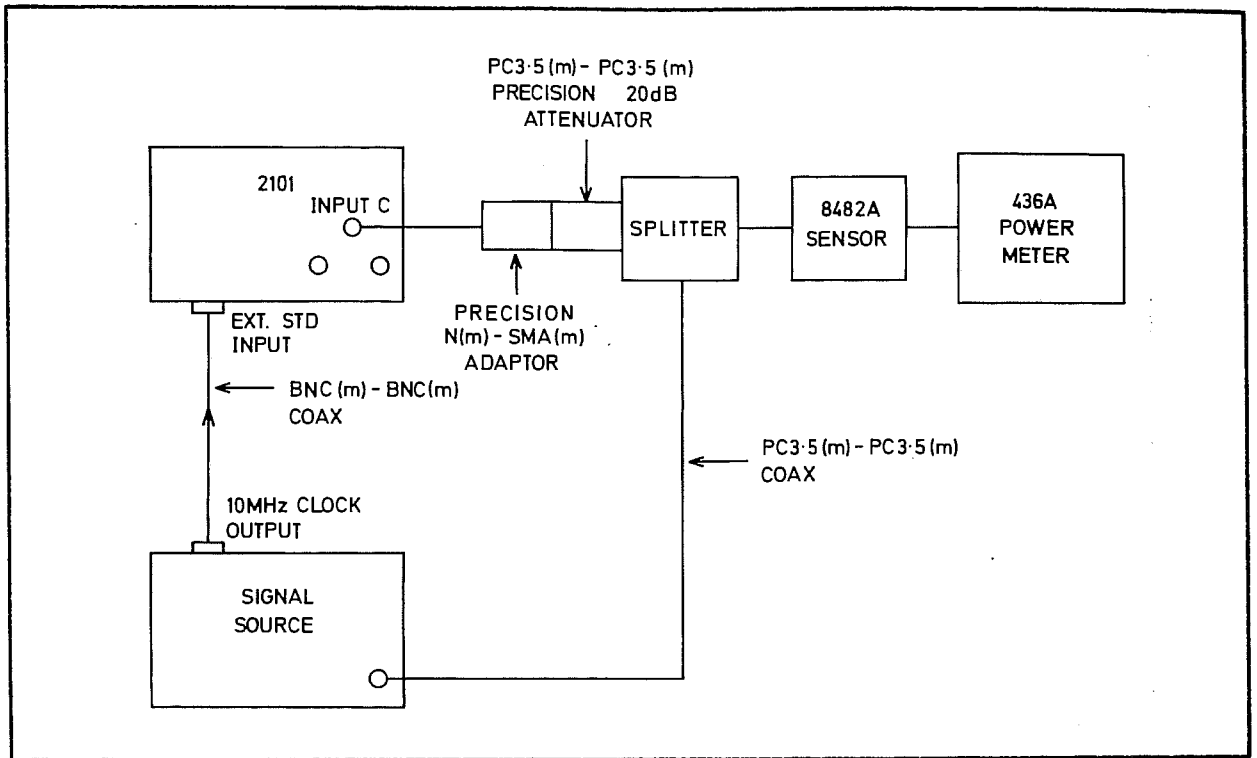 PC3·5(m)- PC3·5 (m)
PRECISION 20dB
ATTENUATOR
2101
INPUT C
SPLITTER
8482A
SENSOR
436A
POWER
METER
EXT. STD
INPUT
PRECISION
N(m)-SMA(m)
ADAPTOR
BNC(m)-BNC(m)
COAX
PC3·5(m)-PC3·5(m)
COAX
10MHz CLOCK
OUTPUT
SIGNAL
SOURCE